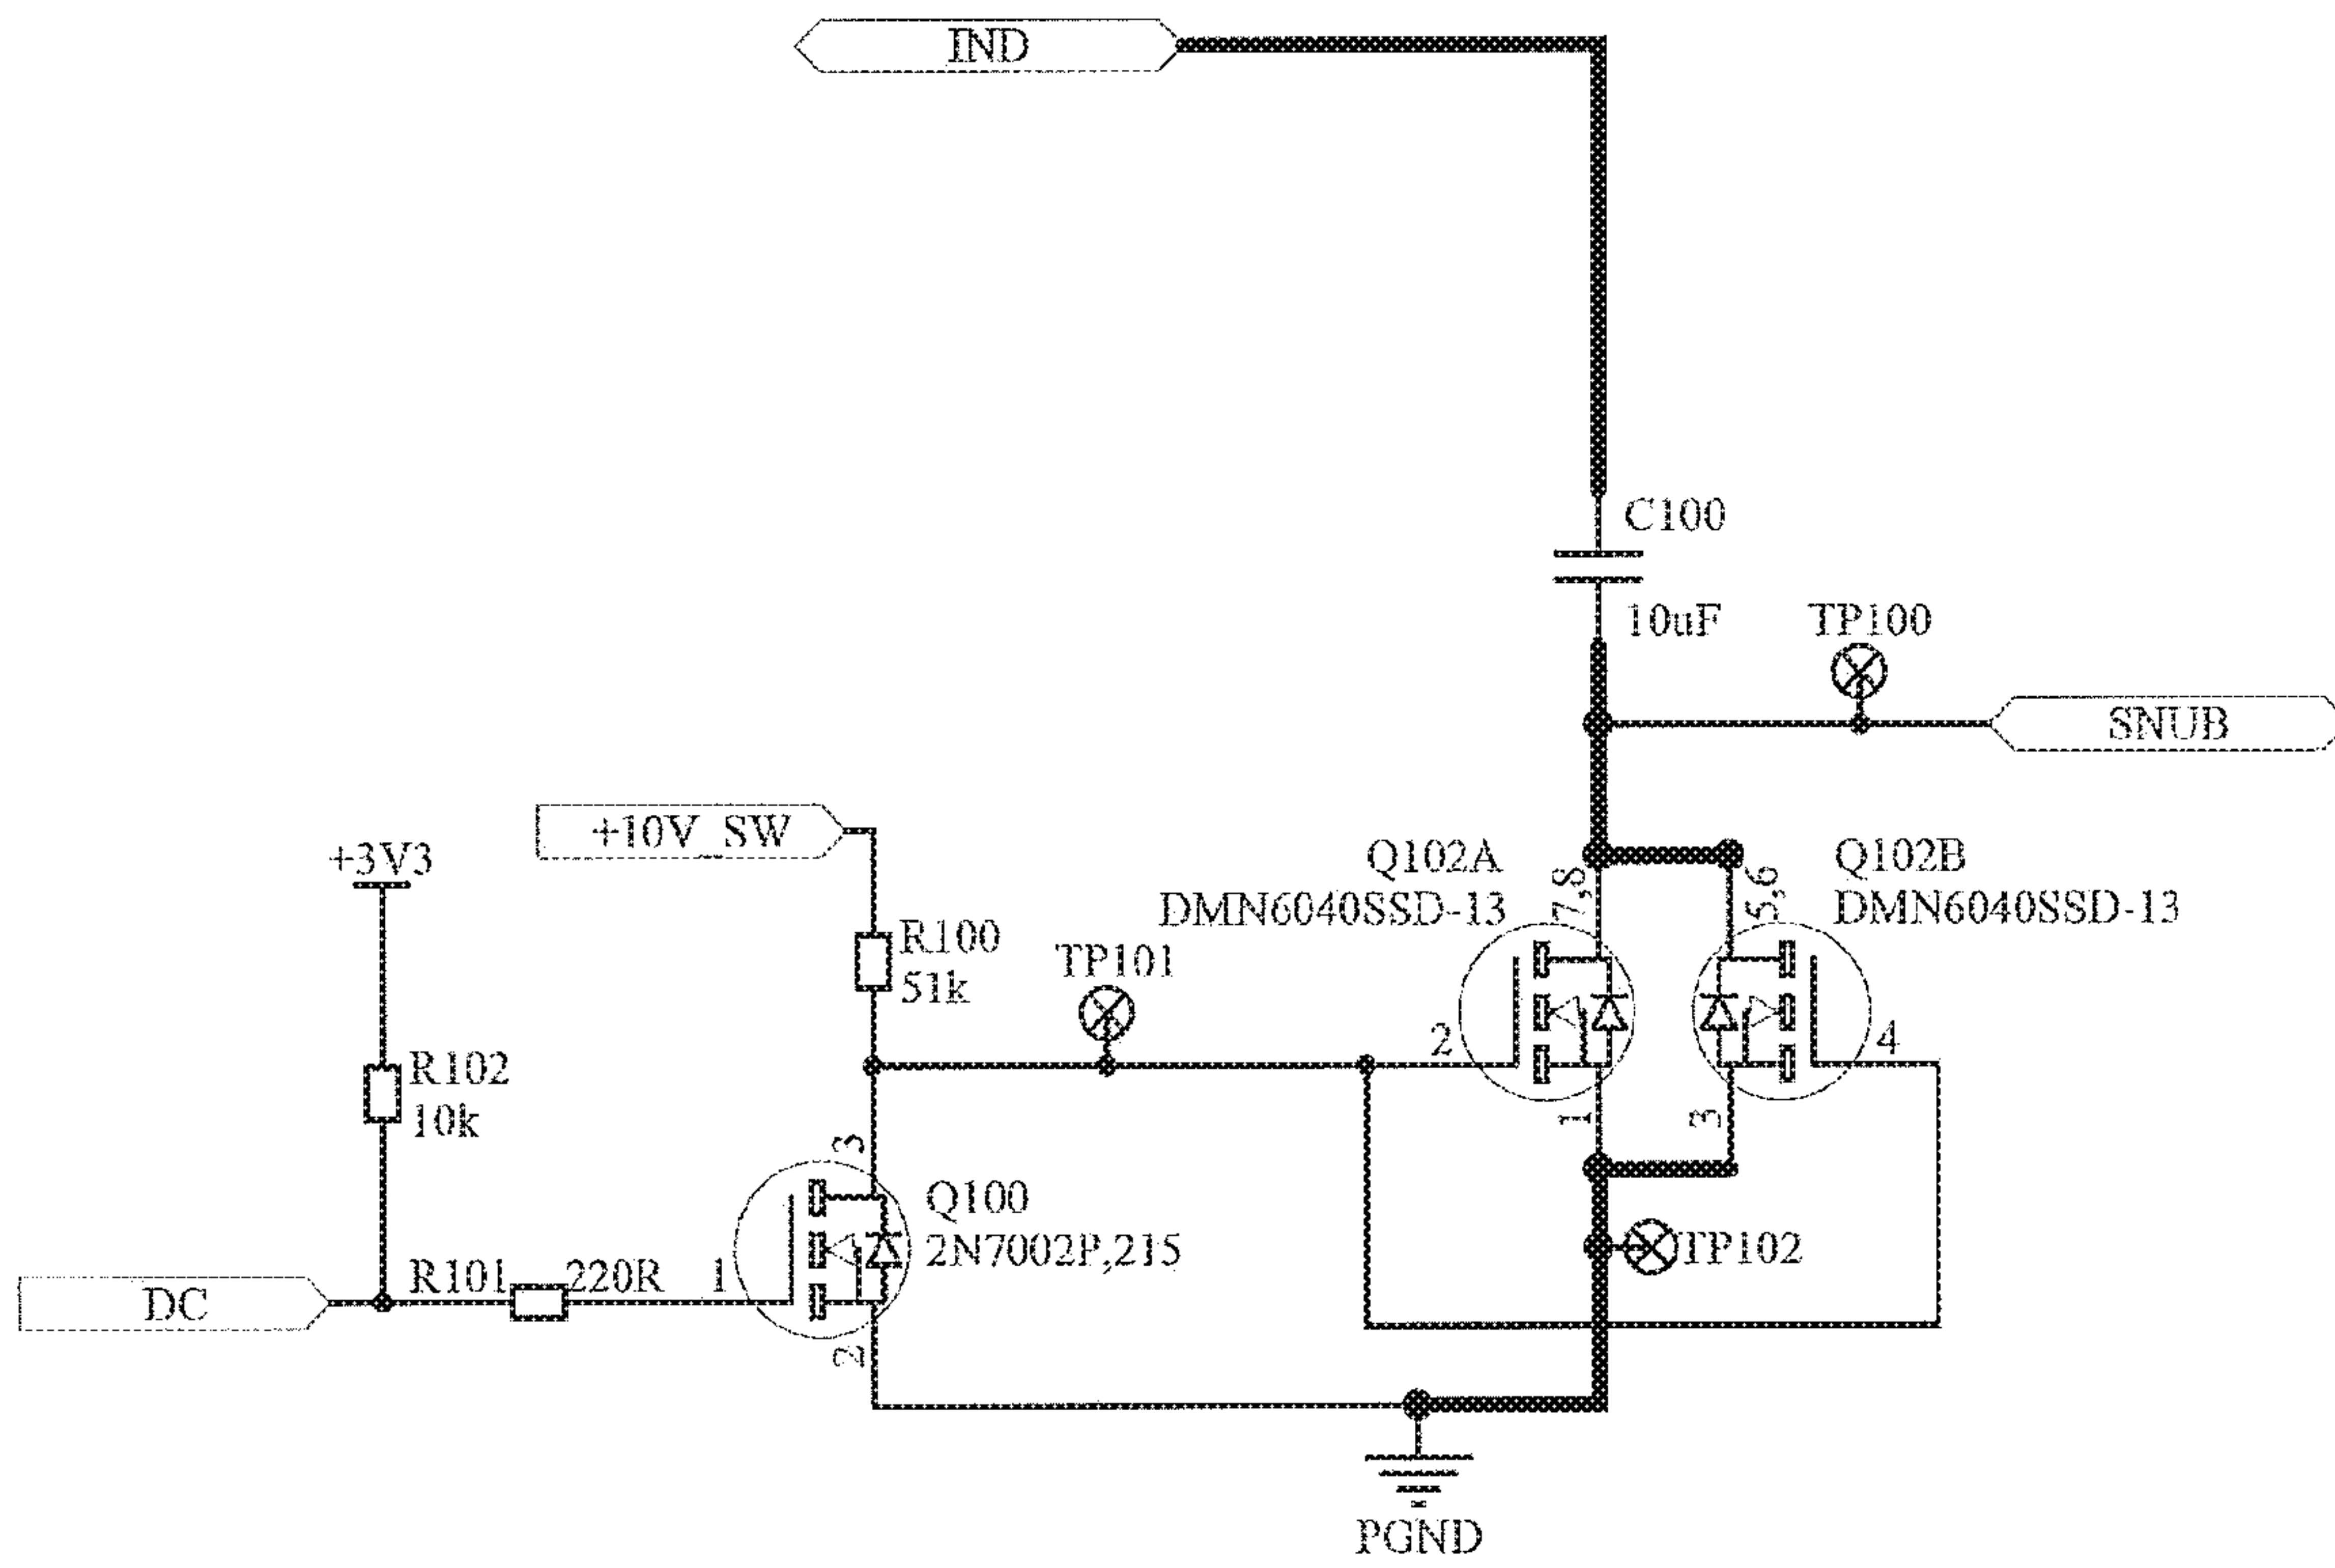 IND
C100
10uF
TP100
SNUB
+10V_SW
+3V3
Q102A
DMN6040SSD-13
7,8
5,6
Q102B
DMN6040SSD-13
R100
51k
TP101
2
4
R102
10k
1
3
3
Q100
2N7002P,215
TP102
DC
R101
220R
1
2
PGND